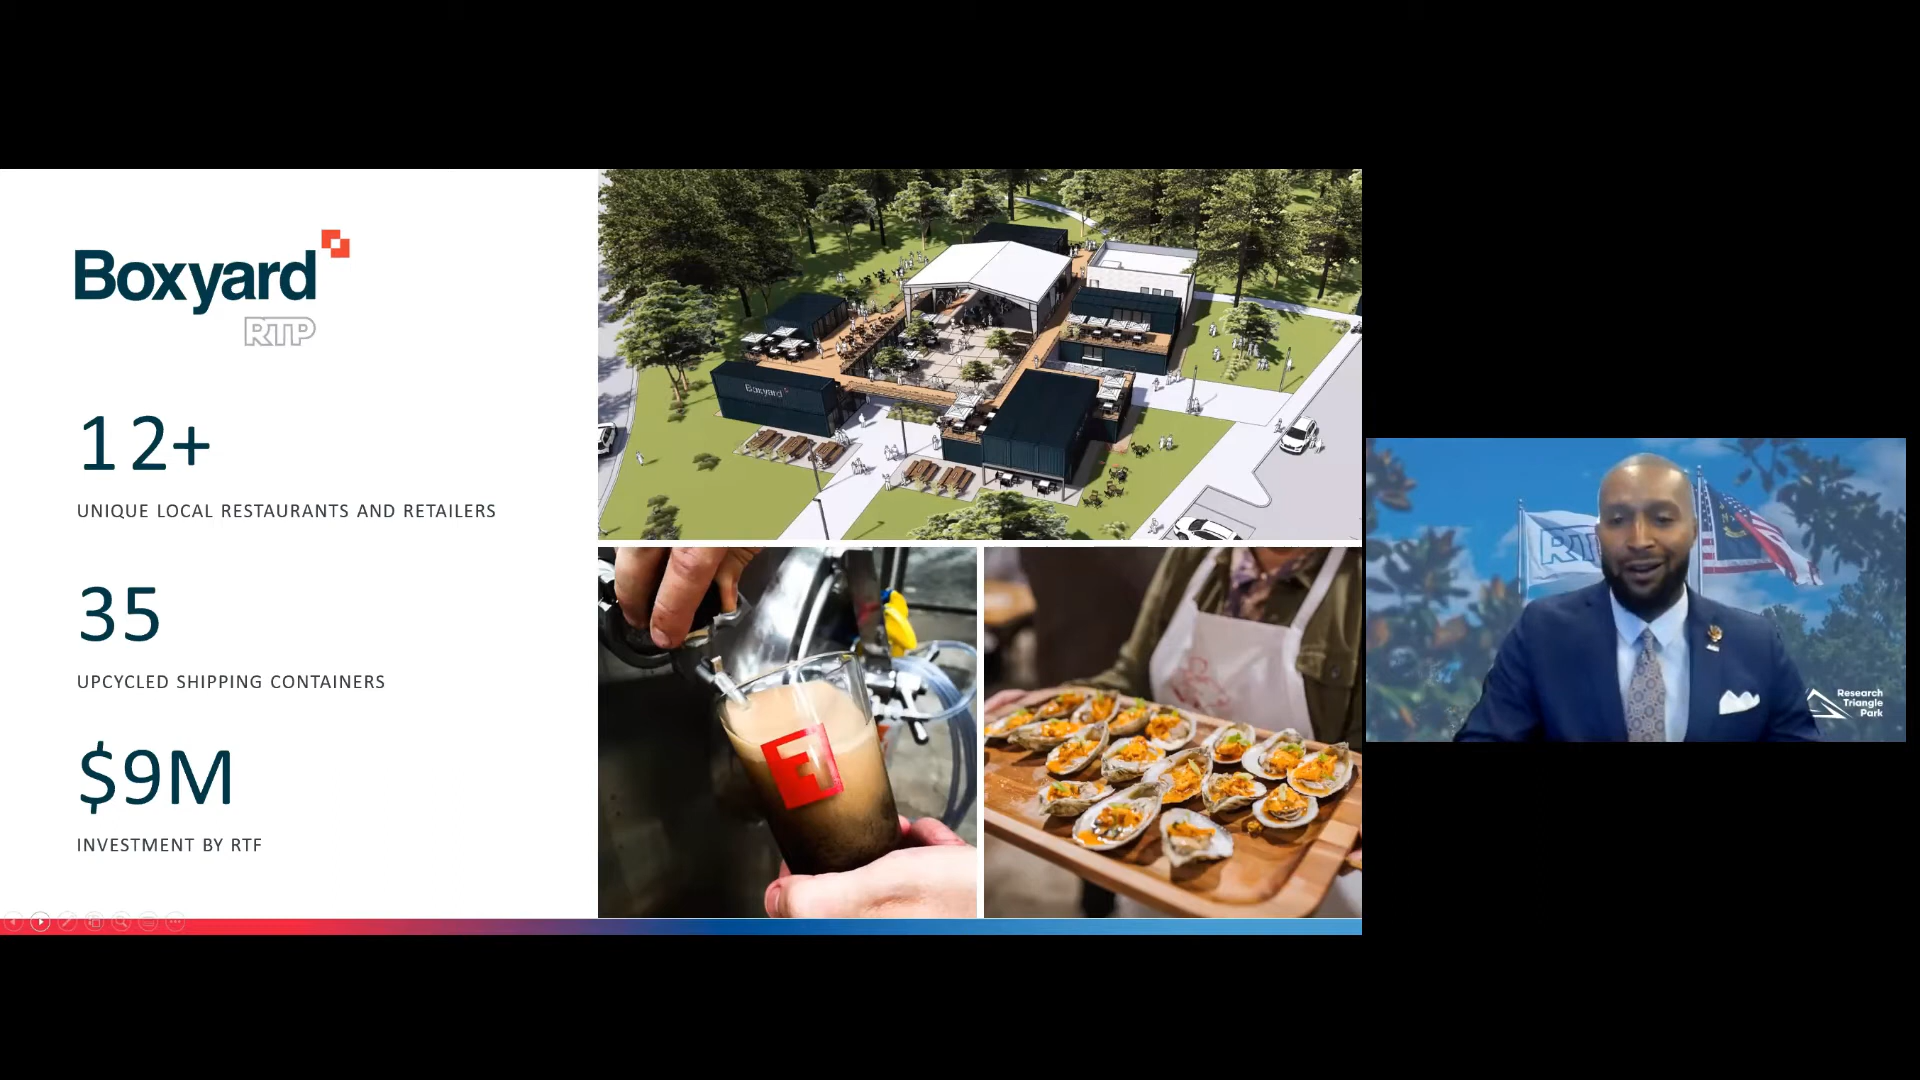 Boxyard
RTP
12+
UNIQUE LOCAL RESTAURANTS AND RETAILERS
35
UPCYCLED SHIPPING CONTAINERS
$9M
INVESTMENT BY RTF
Boxyard
F
RT
Research
Triangle
Park